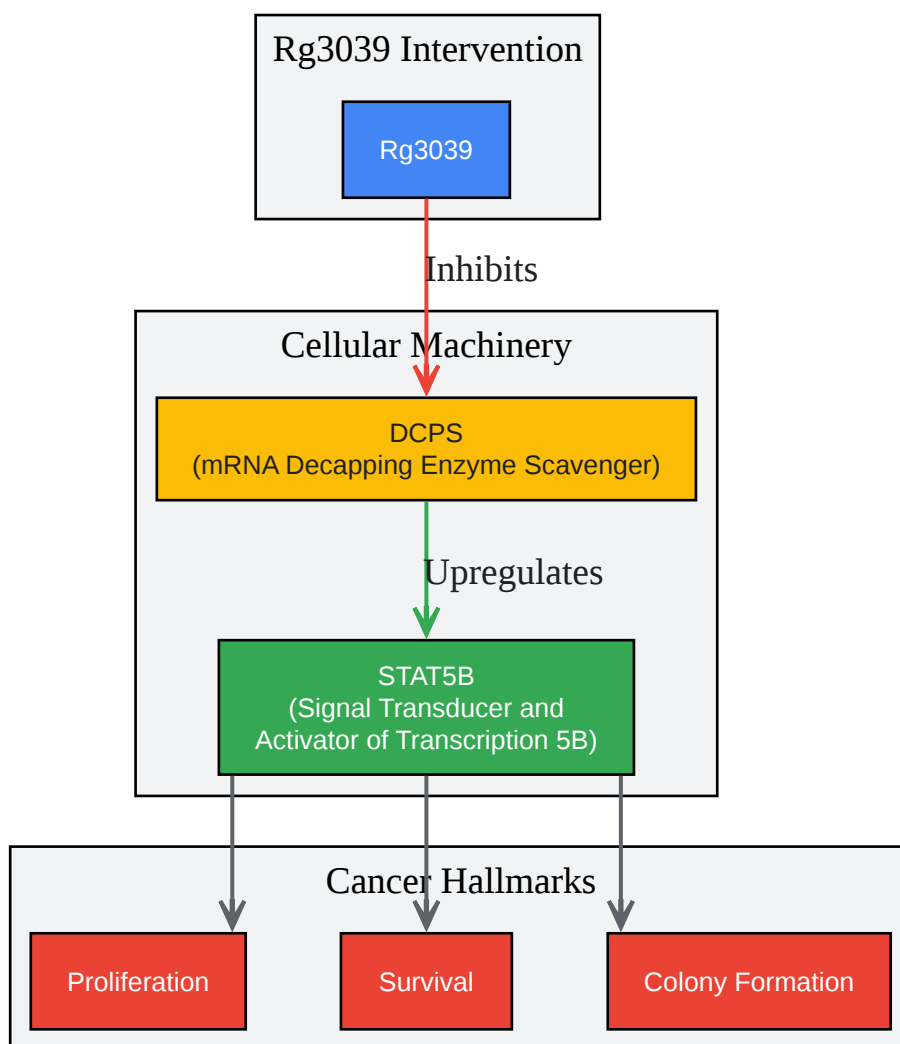 Rg3039 Intervention
Rg3039
Inhibits
Cellular Machinery
DCPS
(mRNA Decapping Enzyme Scavenger)
Upregulates
STAT5B
(Signal Transducer and
Activator of Transcription 5B)
Cancer Hallmarks
Proliferation
Survival
Colony Formation